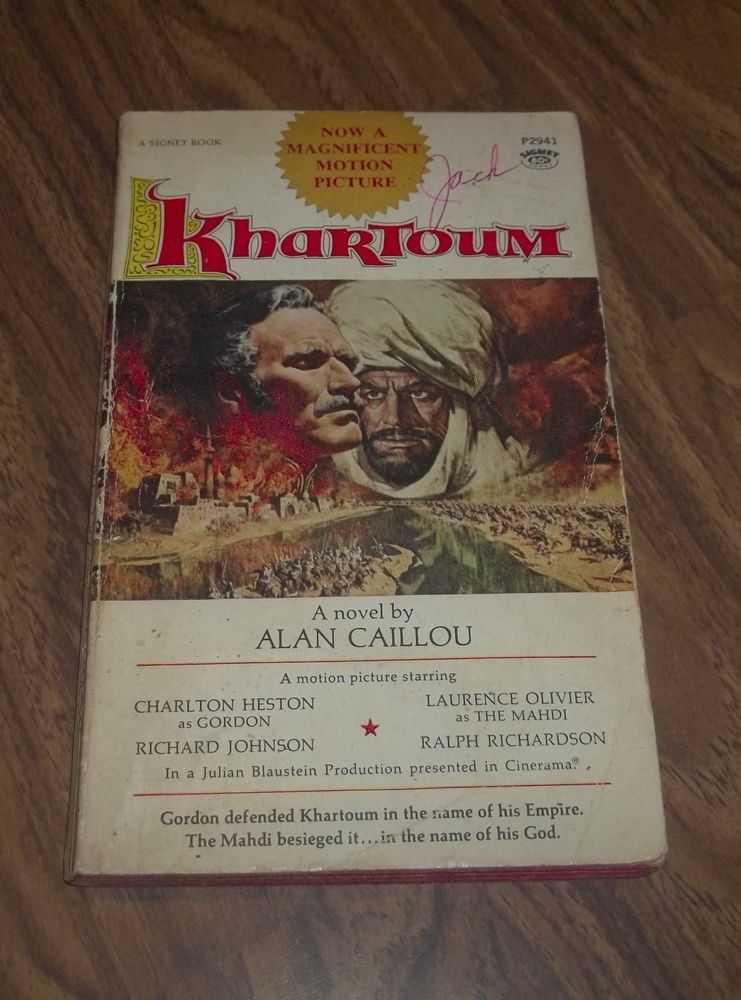 A SIGNET BOOK
NOW A
MAGNIFICENT
MOTION
PICTURE
Jack
P2941
SIGNET
60¢
Khartoum
A novel by
ALAN CAILLOU
A motion picture starring
CHARLTON HESTON
as GORDON
LAURENCE OLIVIER
as THE MAHDI
RICHARD JOHNSON
RALPH RICHARDSON
In a Julian Blaustein Production presented in Cinerama®
Gordon defended Khartoum in the name of his Empire.
The Mahdi besieged it...in the name of his God.